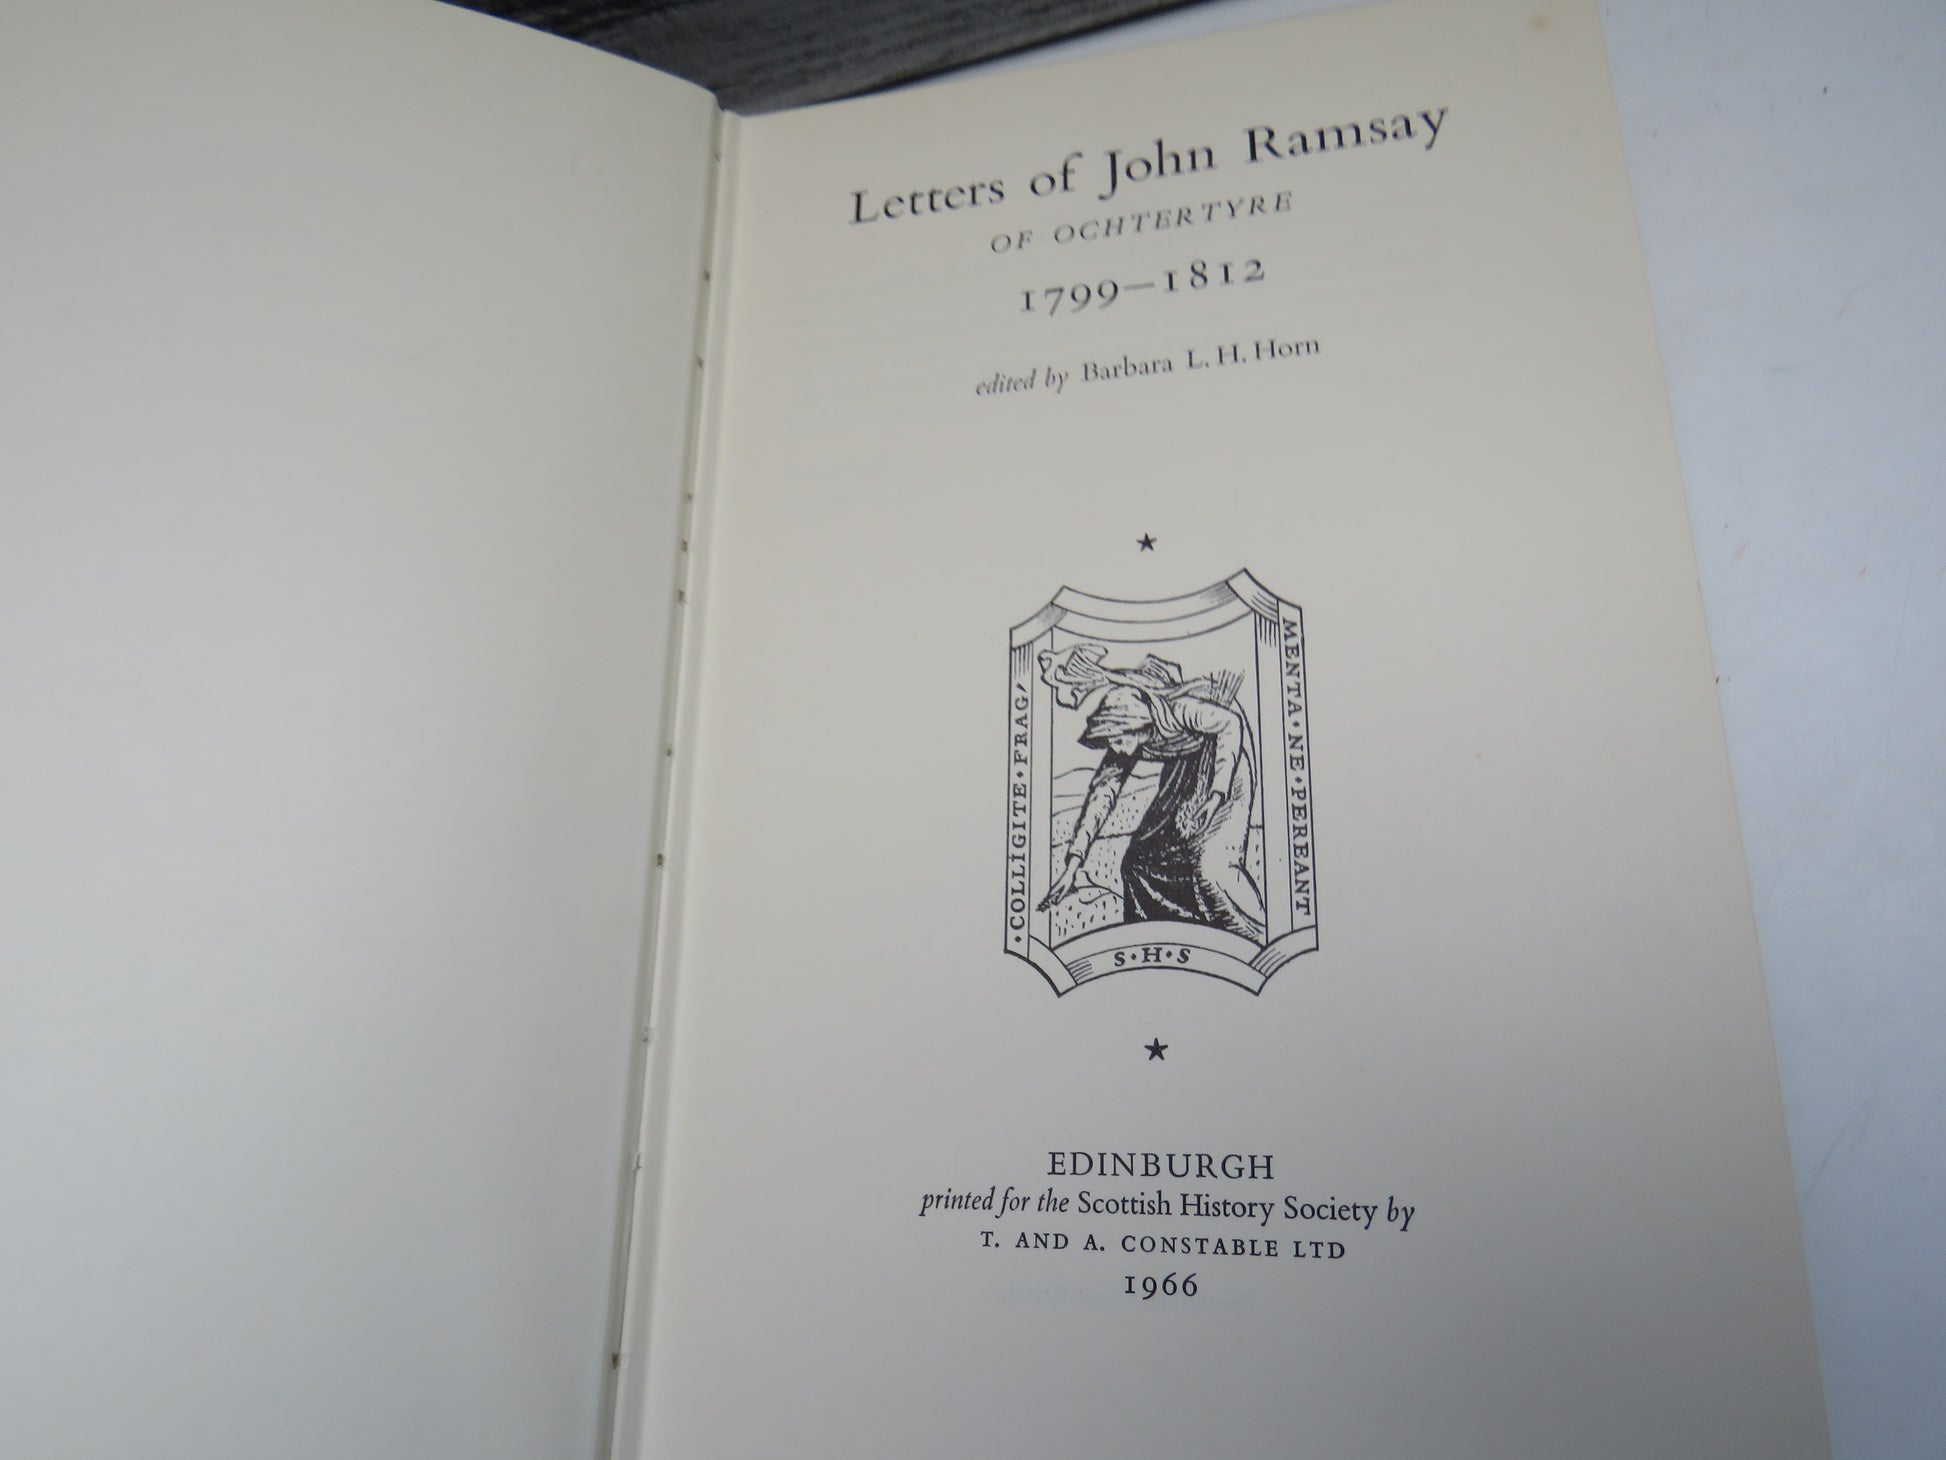 Letters of John Ramsay
OF OCHTERTYRE
1799–1812
edited by Barbara L. H. Horn
·COLLIGITE·FRAG,
MENTA·NE·PEREANT
S·H·S
EDINBURGH
printed for the Scottish History Society by
T. AND A. CONSTABLE LTD
1966